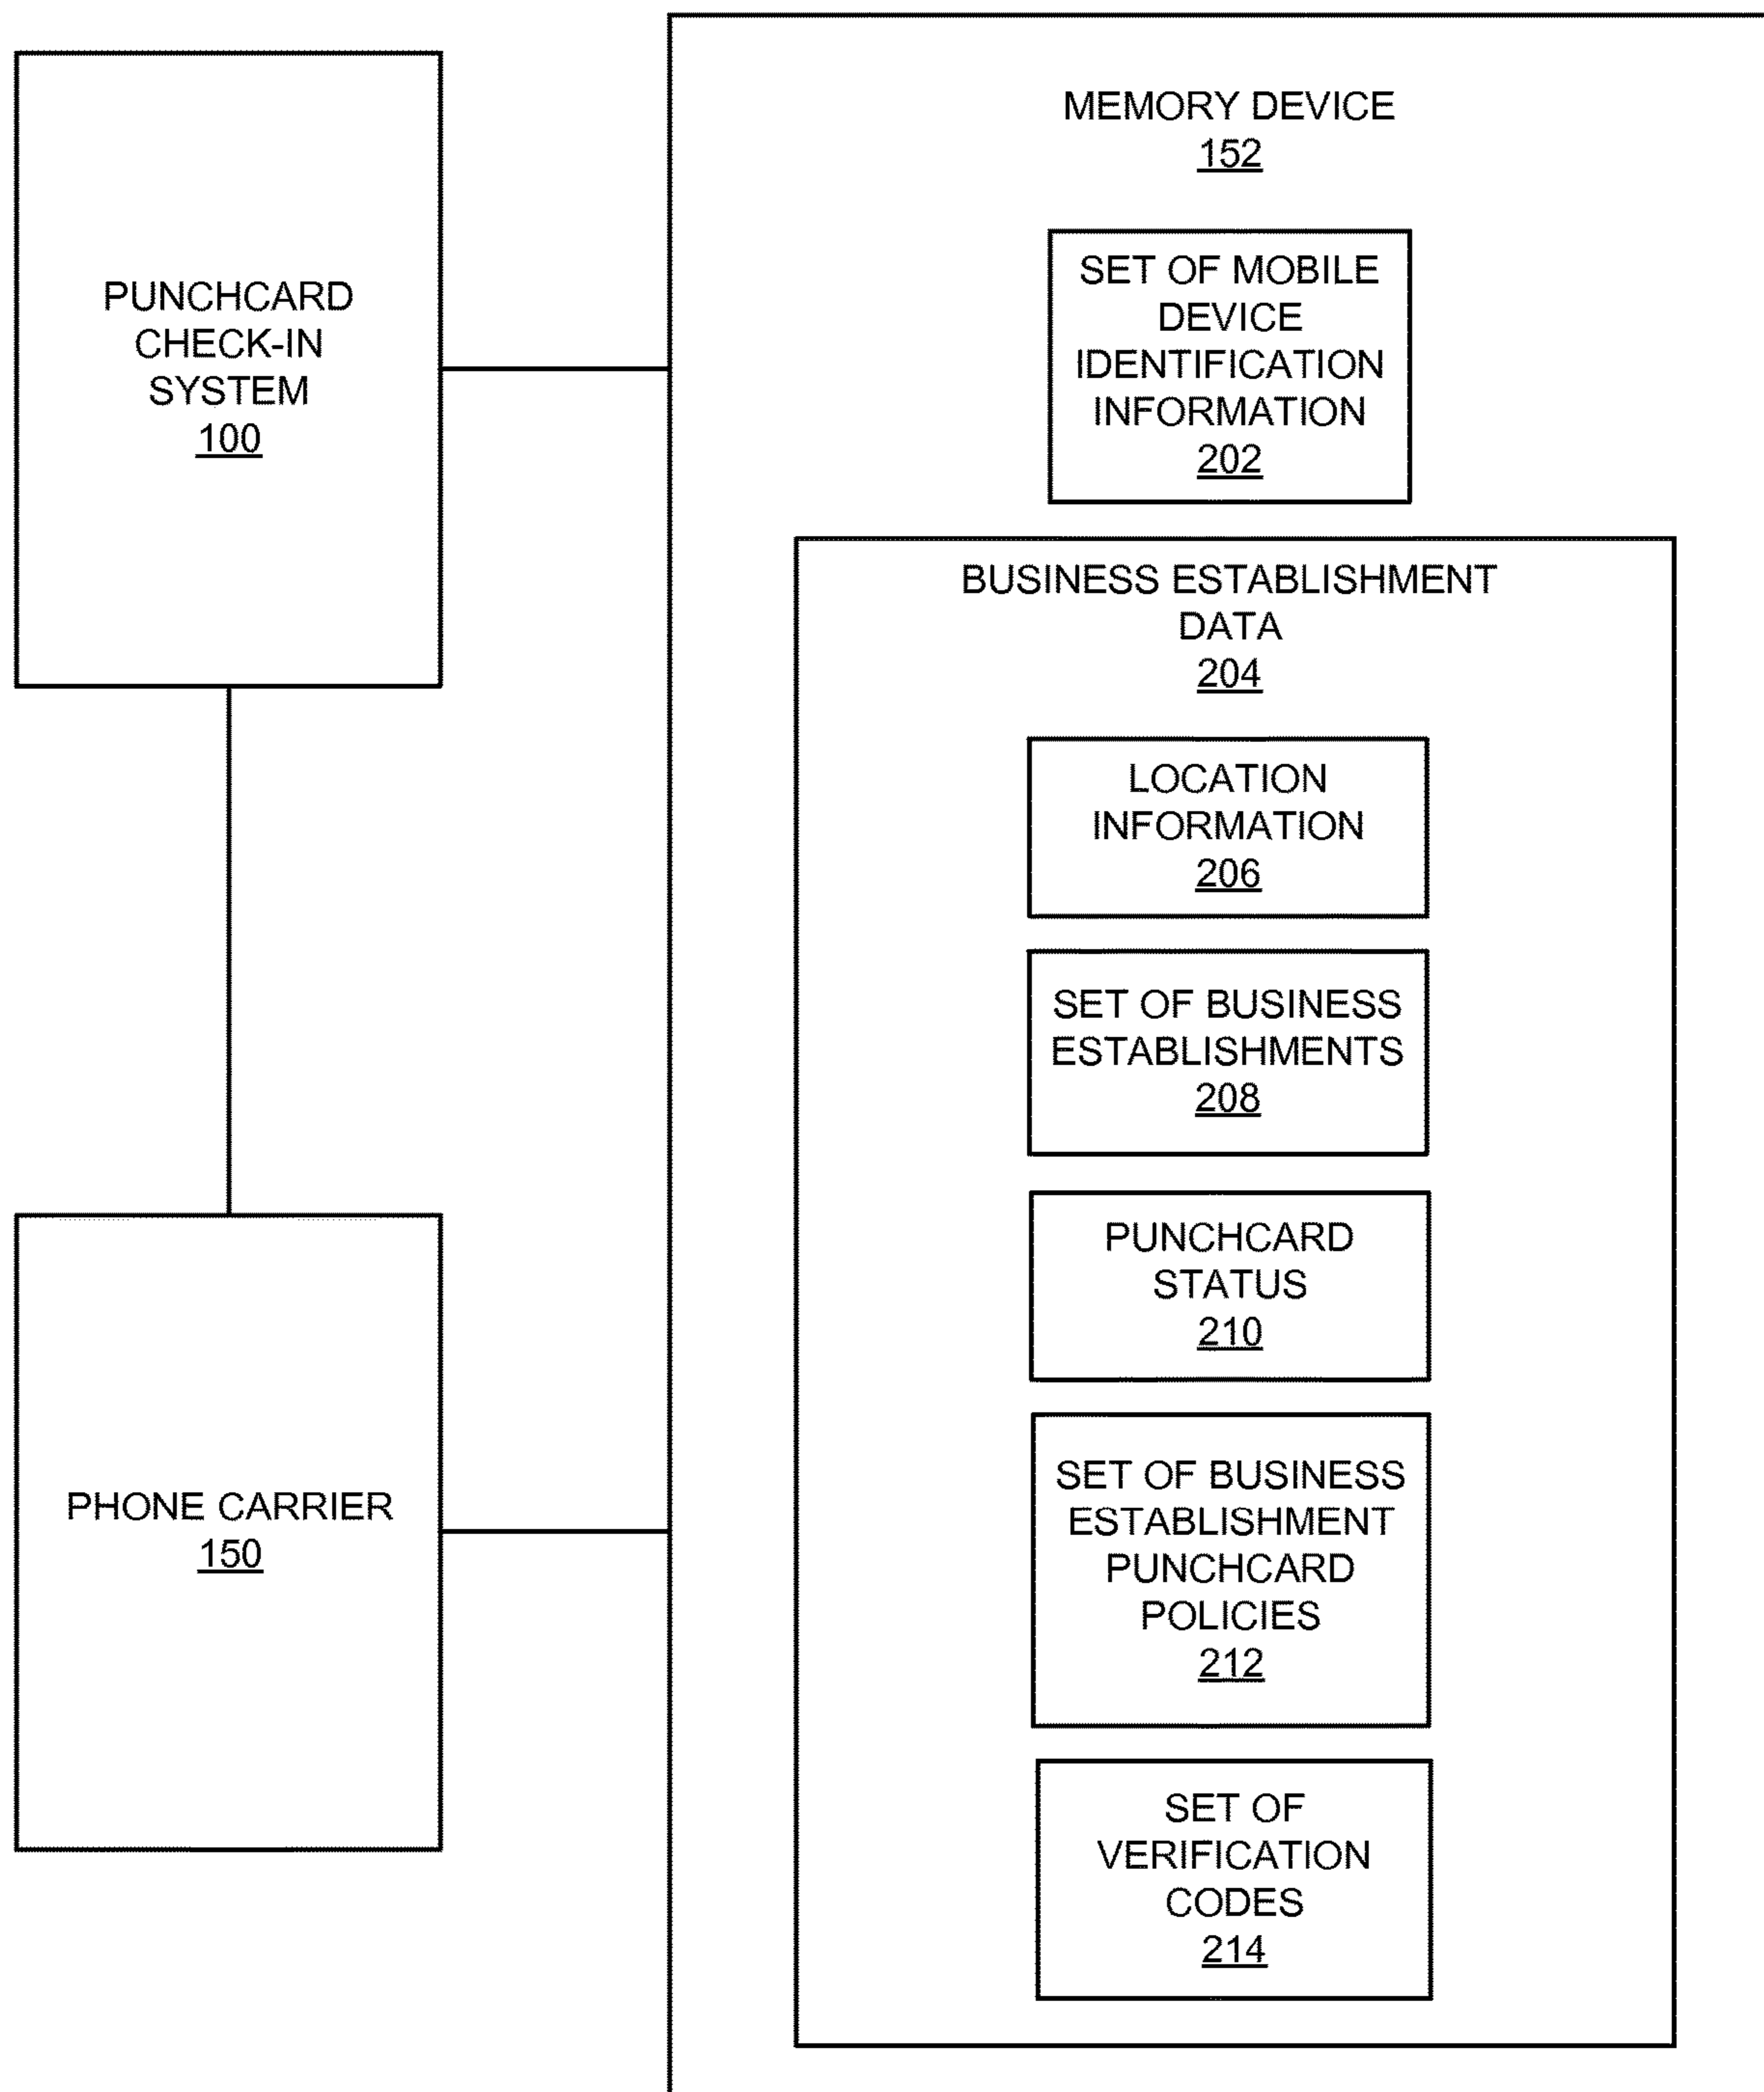 PUNCHCARD
CHECK-IN
SYSTEM
100
PHONE CARRIER
150
MEMORY DEVICE
152
SET OF MOBILE
DEVICE
IDENTIFICATION
INFORMATION
202
BUSINESS ESTABLISHMENT
DATA
204
LOCATION
INFORMATION
206
SET OF BUSINESS
ESTABLISHMENTS
208
PUNCHCARD
STATUS
210
SET OF BUSINESS
ESTABLISHMENT
PUNCHCARD
POLICIES
212
SET OF
VERIFICATION
CODES
214